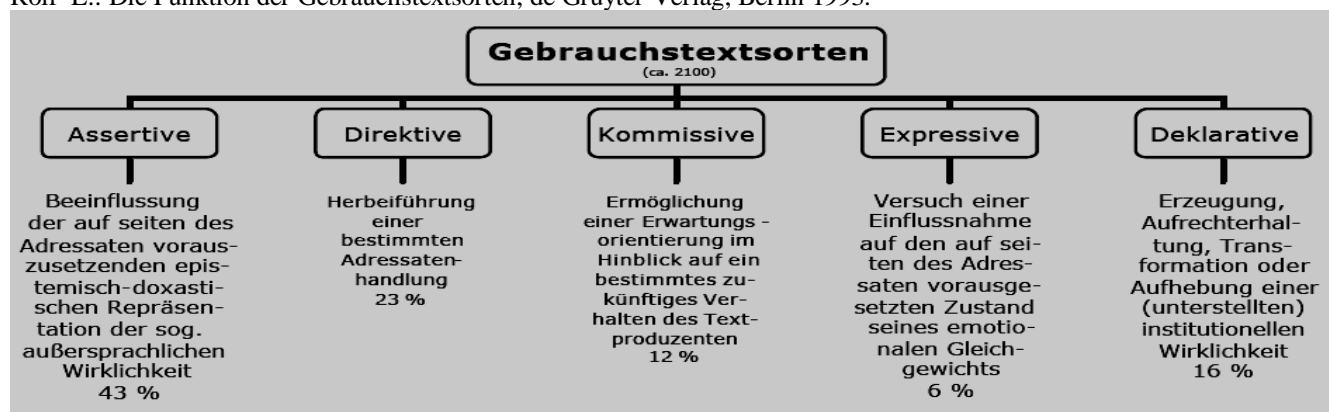 Rolf E.: Die Funktion der Gebrauchstextsorten, de Gruyter Verlag, Berlin 1993.
Gebrauchstextsorten
(ca. 2100)
Assertive
Beeinflussung
der auf seiten des
Adressaten voraus-
zusetzenden epis-
temisch-doxasti-
schen Repräsen-
tation der sog.
außersprachlichen
Wirklichkeit
43 %
Direktive
Herbeiführung
einer
bestimmten
Adressaten-
handlung
23 %
Kommissive
Ermöglichung
einer Erwartungs -
orientierung im
Hinblick auf ein
bestimmtes zu-
künftiges Ver-
halten des Text-
produzenten
12 %
Expressive
Versuch einer
Einflussnahme
auf den auf sei-
ten des Adres-
saten vorausge-
setzten Zustand
seines emotio-
nalen Gleich-
gewichts
6 %
Deklarative
Erzeugung,
Aufrechterhal-
tung, Trans-
formation oder
Aufhebung einer
(unterstellten)
institutionellen
Wirklichkeit
16 %